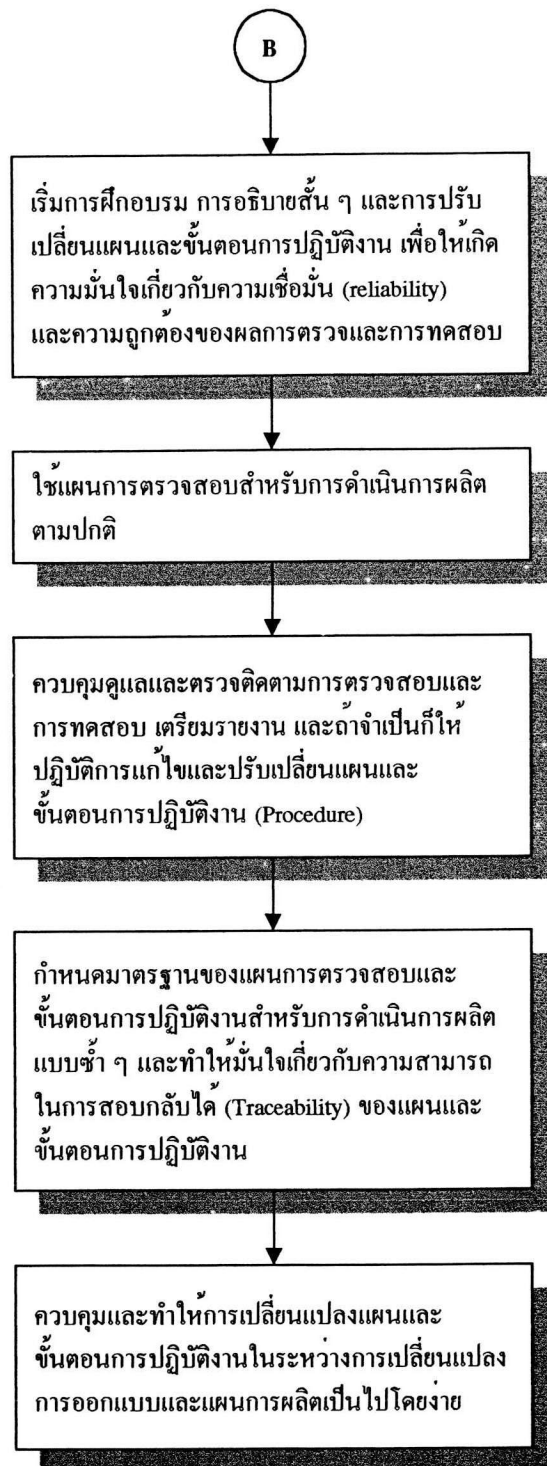 B
เริ่มการฝึกอบรม การอธิบายสั้น ๆ และการปรับ
เปลี่ยนแผนและขั้นตอนการปฏิบัติงาน เพื่อให้เกิด
ความมั่นใจเกี่ยวกับความเชื่อมั่น (reliability)
และความถูกต้องของผลการตรวจและการทดสอบ
ใช้แผนการตรวจสอบสำหรับการดำเนินการผลิต
ตามปกติ
ควบคุมดูแลและตรวจติดตามการตรวจสอบและ
การทดสอบ เตรียมรายงาน และถ้าจำเป็นก็ให้
ปฏิบัติการแก้ไขและปรับเปลี่ยนแผนและ
ขั้นตอนการปฏิบัติงาน (Procedure)
กำหนดมาตรฐานของแผนการตรวจสอบและ
ขั้นตอนการปฏิบัติงานสำหรับการดำเนินการผลิต
แบบซ้ำ ๆ และทำให้มั่นใจเกี่ยวกับความสามารถ
ในการสอบกลับได้ (Traceability) ของแผนและ
ขั้นตอนการปฏิบัติงาน
ควบคุมและทำให้การเปลี่ยนแปลงแผนและ
ขั้นตอนการปฏิบัติงานในระหว่างการเปลี่ยนแปลง
การออกแบบและแผนการผลิตเป็นไปโดยง่าย